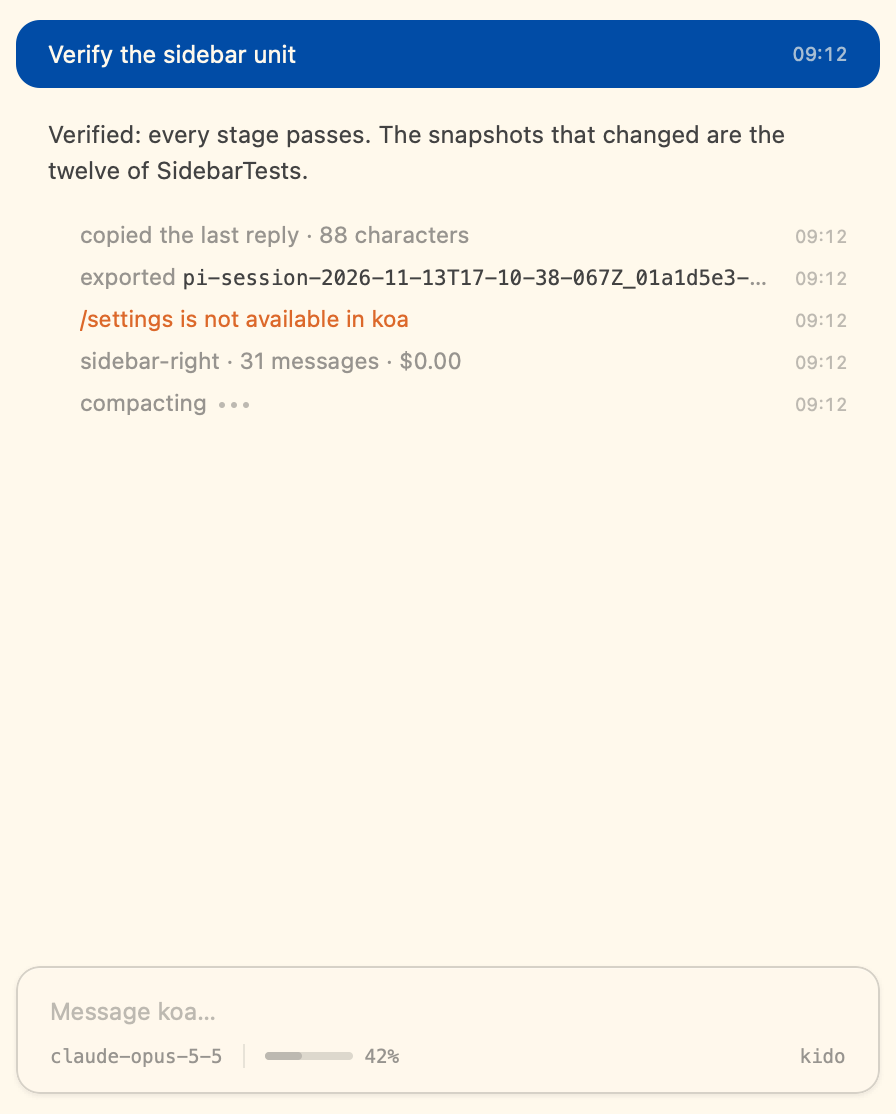 Verify the sidebar unit 09:12
Verified: every stage passes. The snapshots that changed are the
twelve of SidebarTests.
copied the last reply · 88 characters 09:12
exported pi-session-2026-11-13T17-10-38-067Z_01a1d5e3-… 09:12
/settings is not available in koa 09:12
sidebar-right · 31 messages · $0.00 09:12
compacting ••• 09:12
Message koa…
claude-opus-5-5 42% kido